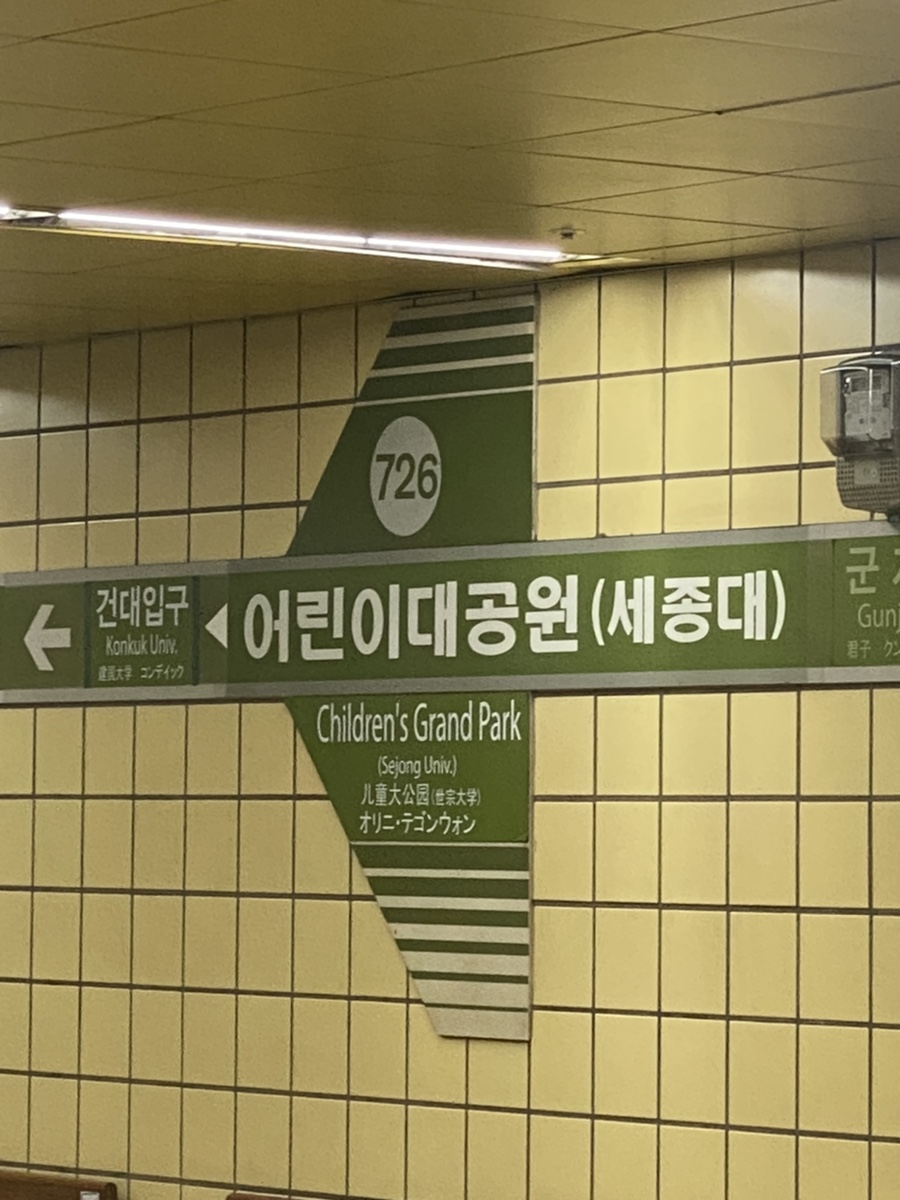 726
건대입구
Konkuk Univ.
建国大学 コンデイック
어린이대공원 (세종대)
군
君子
Children's Grand Park
(Sejong Univ.)
儿童大公园 (世宗大学)
オリニ・テゴンウォン